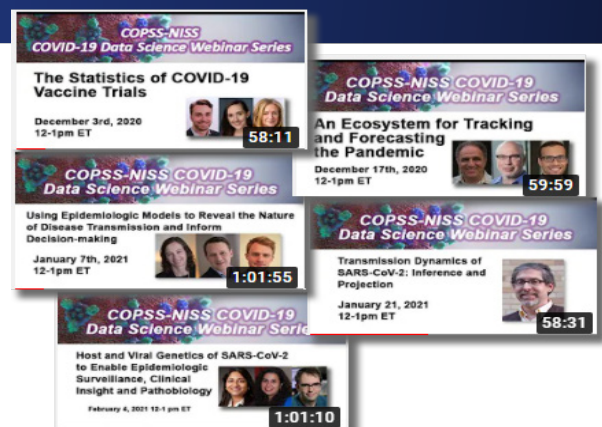 COPSS-NISS
COVID-19 Data Science Webinar Series
The Statistics of COVID-19
Vaccine Trials
December 3rd, 2020
12-1pm ET
58:11
COPSS-NISS COVID-19
Data Science Webinar Series
An Ecosystem for Tracking
and Forecasting
the Pandemic
December 17th, 2020
12-1pm ET
59:59
COPSS-NISS COVID-19
Data Science Webinar Series
Using Epidemiologic Models to Reveal the Nature
of Disease Transmission and Inform
Decision-making
January 7th, 2021
12-1pm ET
1:01:55
COPSS-NISS COVID-19
Data Science Webinar Series
Transmission Dynamics of
SARS-CoV-2: Inference and
Projection
January 21, 2021
12-1pm ET
58:31
COPSS-NISS COVID-19
Data Science Webinar Serie
Host and Viral Genetics of SARS-CoV-2
to Enable Epidemiologic
Surveillance, Clinical
Insight and Pathobiology
February 4, 2021 12-1 pm ET
1:01:10